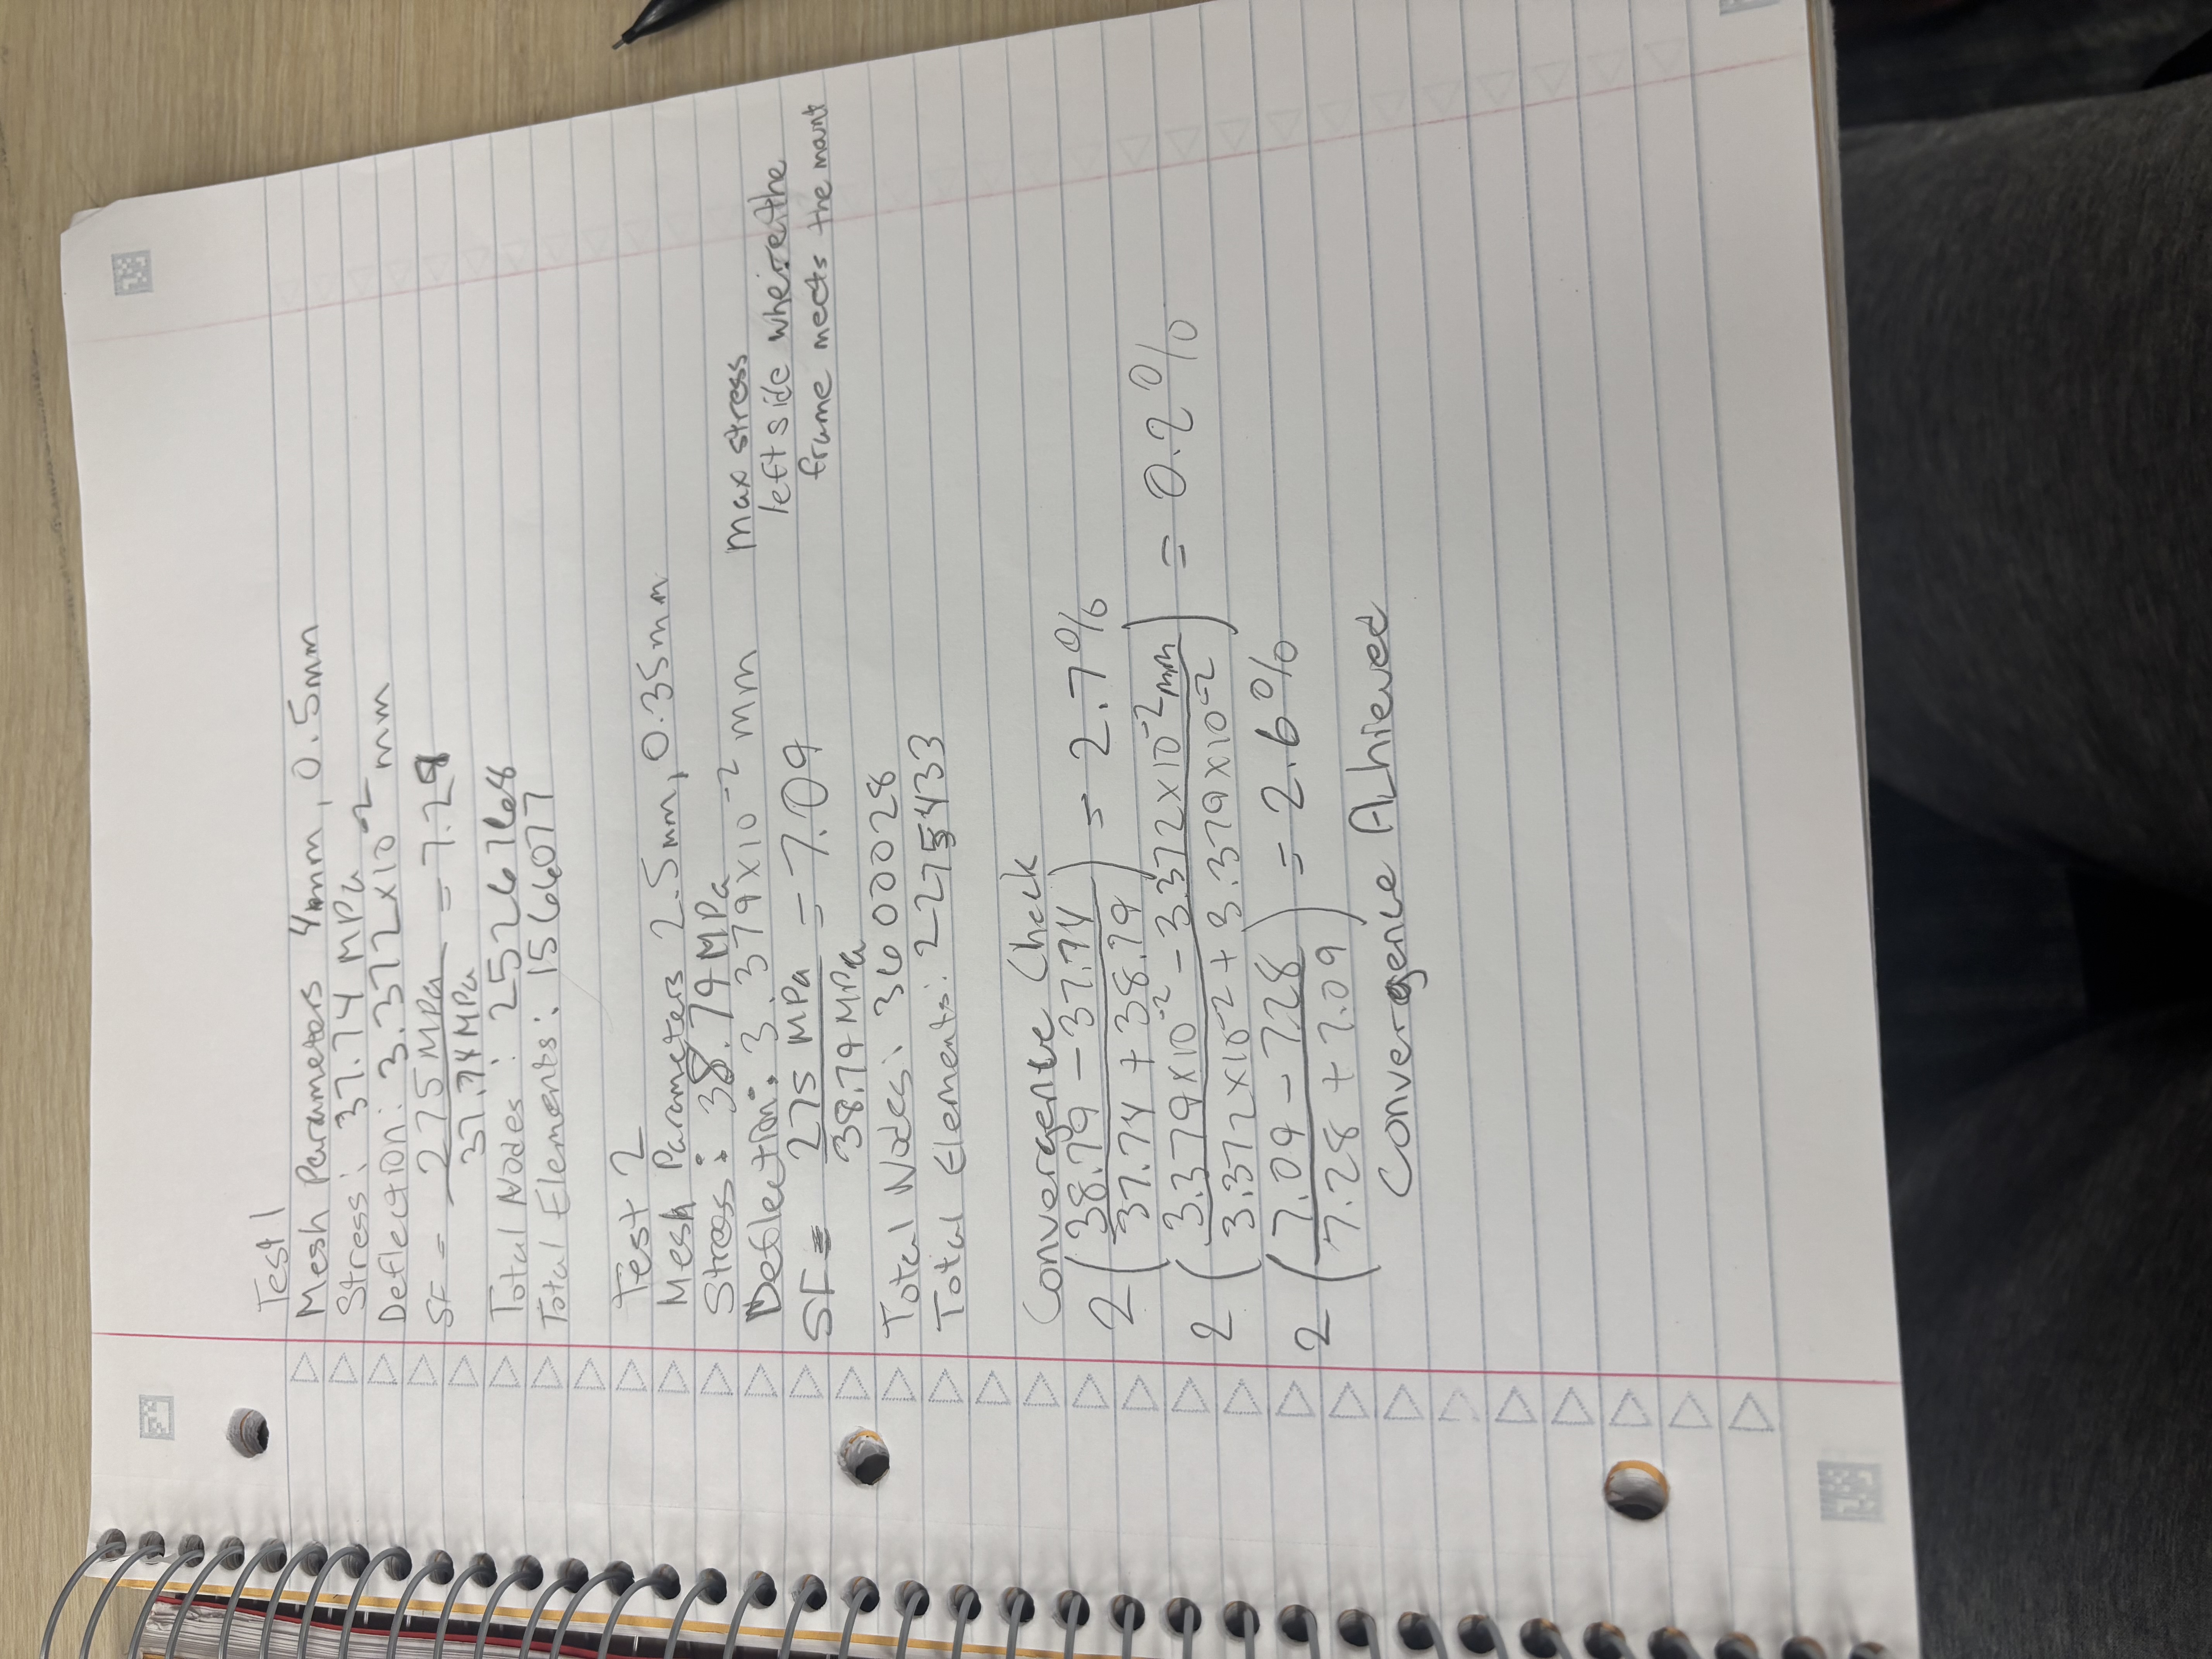 Test 1
Mesh Parameters 4mm, 0.5mm
Stress: 37.74 MPa
Deflection: 3.372x10^-2 mm
SF = 275 MPa / 37.74 MPa = 7.28
Total Nodes: 2526768
Total Elements: 1566077
Test 2
Mesh Parameters 2.5mm, 0.35mm
Stress: 38.79 MPa
Deflection: 3.379x10^-2 mm
SF = 275 MPa / 38.79 MPa = 7.09
max stress
left side where the
frame meets the mount
Total Nodes: 3600028
Total Elements: 2275433
Convergence Check
2 (38.79 - 37.74 / 37.74 + 38.79) = 2.7%
2 (3.379x10^-2 - 3.372x10^-2 mm / 3.372x10^-2 + 3.379x10^-2) = 0.2%
2 (7.09 - 7.28 / 7.28 + 7.09) = 2.6%
Convergence Achieved